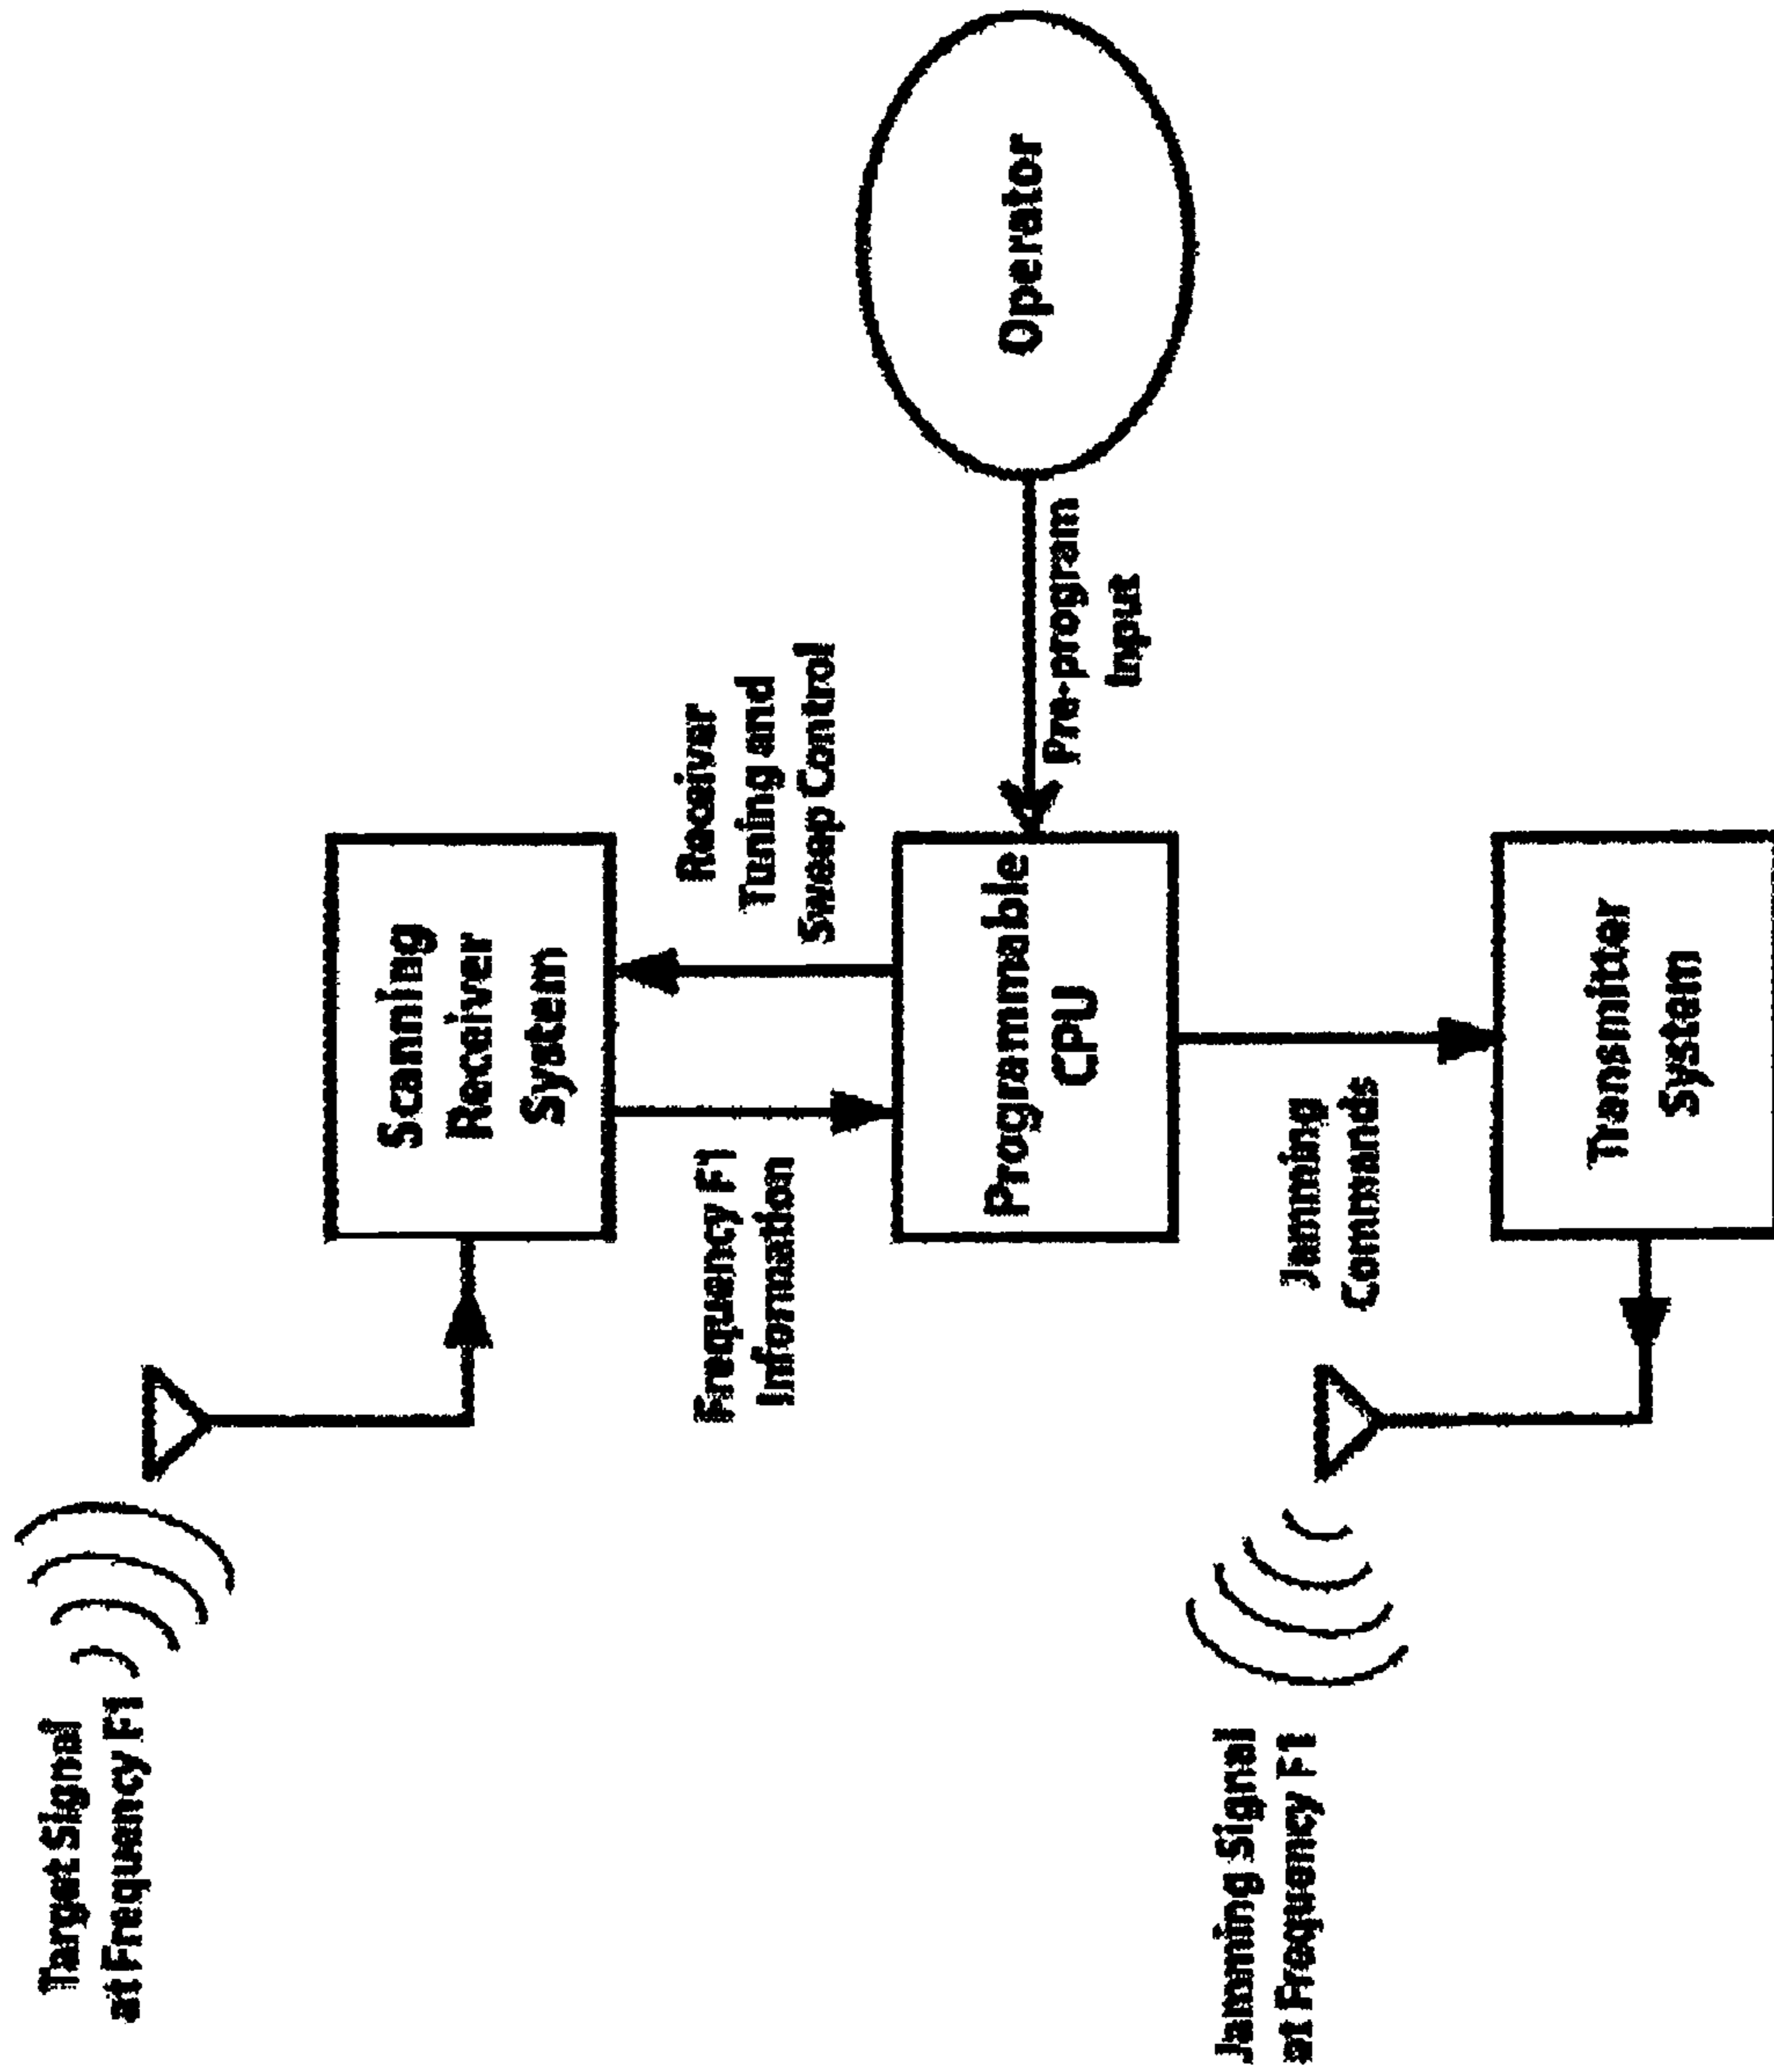 Target Signal
at Frequency F1
Scanning
Receiver
System
Receiver
Tuning and
Sweep Control
Frequency F1
Information
Programmable
CPU
Pre-program
Input
Operator
Jamming
Commands
Jamming Signal
at Frequency F1
Transmitter
System